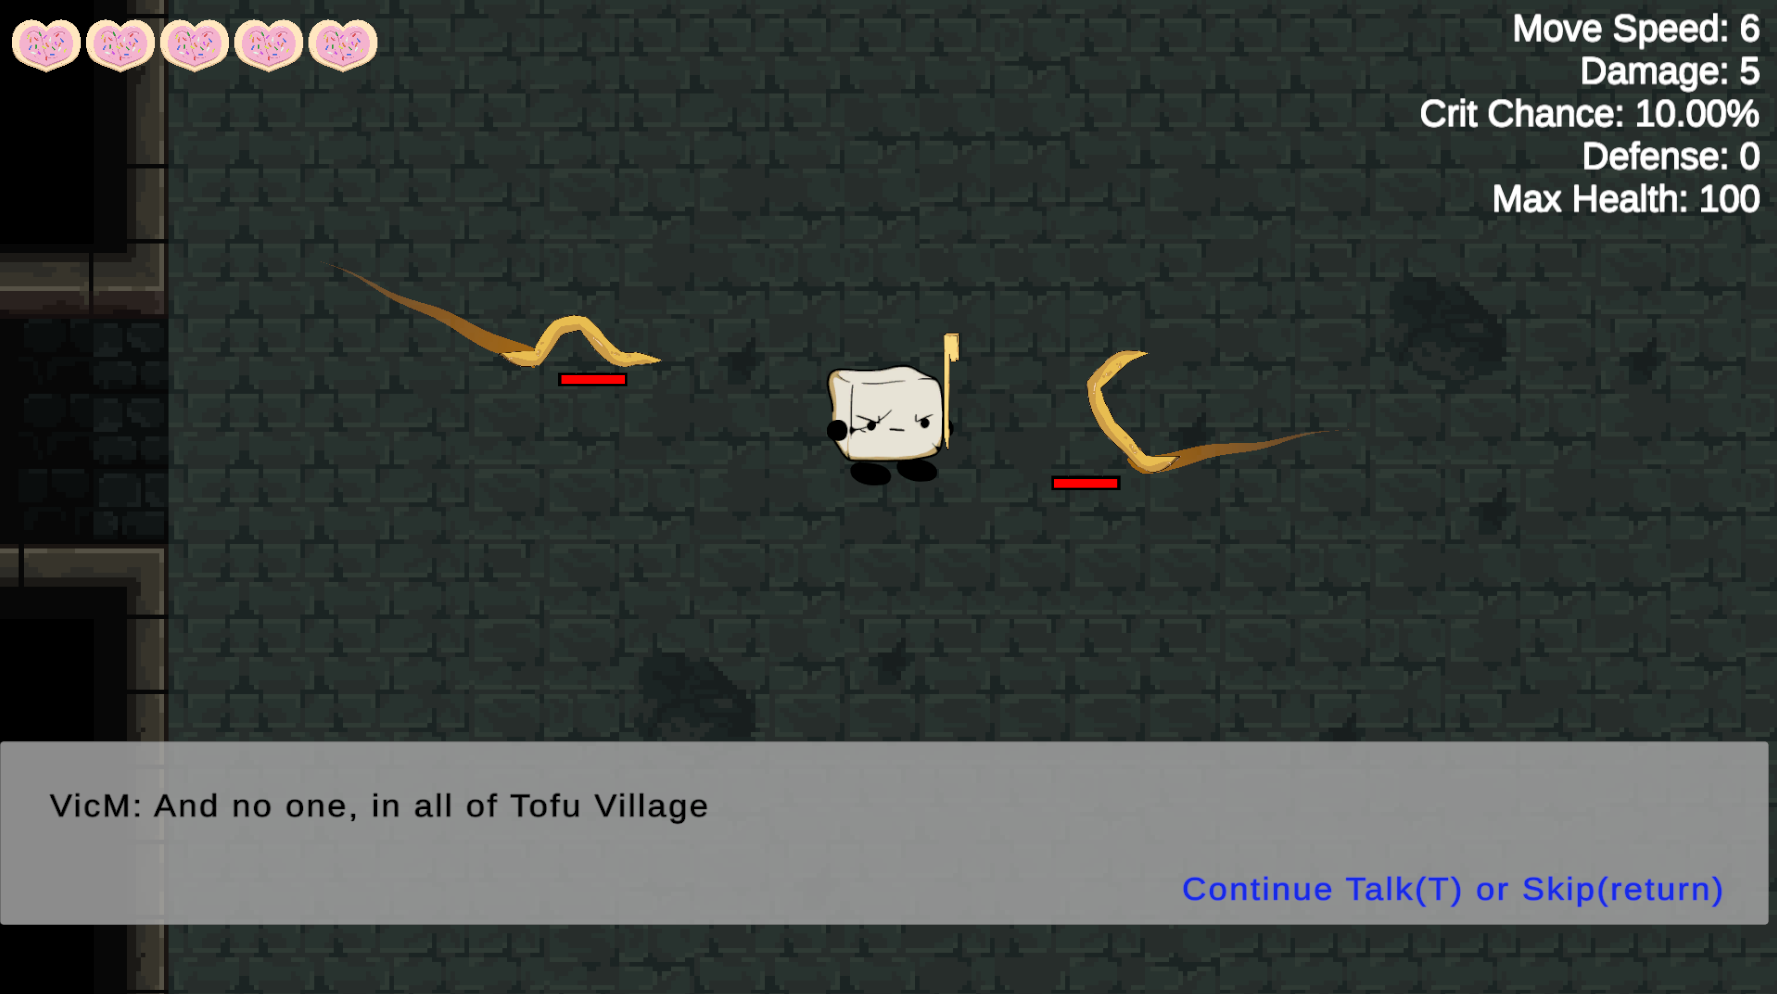 Move Speed: 6
Damage: 5
Crit Chance: 10.00%
Defense: 0
Max Health: 100
VicM: And no one, in all of Tofu Village
Continue Talk(T) or Skip(return)